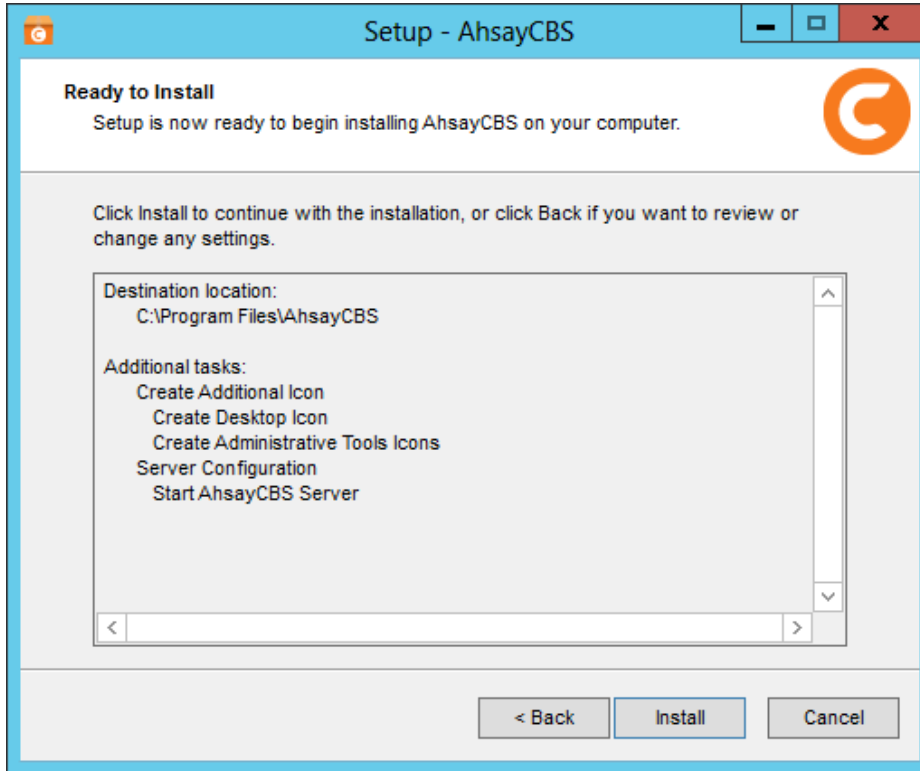 Setup - AhsayCBS
Ready to Install
Setup is now ready to begin installing AhsayCBS on your computer.
Click Install to continue with the installation, or click Back if you want to review or
change any settings.
Destination location:
C:\Program Files\AhsayCBS
Additional tasks:
Create Additional Icon
Create Desktop Icon
Create Administrative Tools Icons
Server Configuration
Start AhsayCBS Server
< Back
Install
Cancel